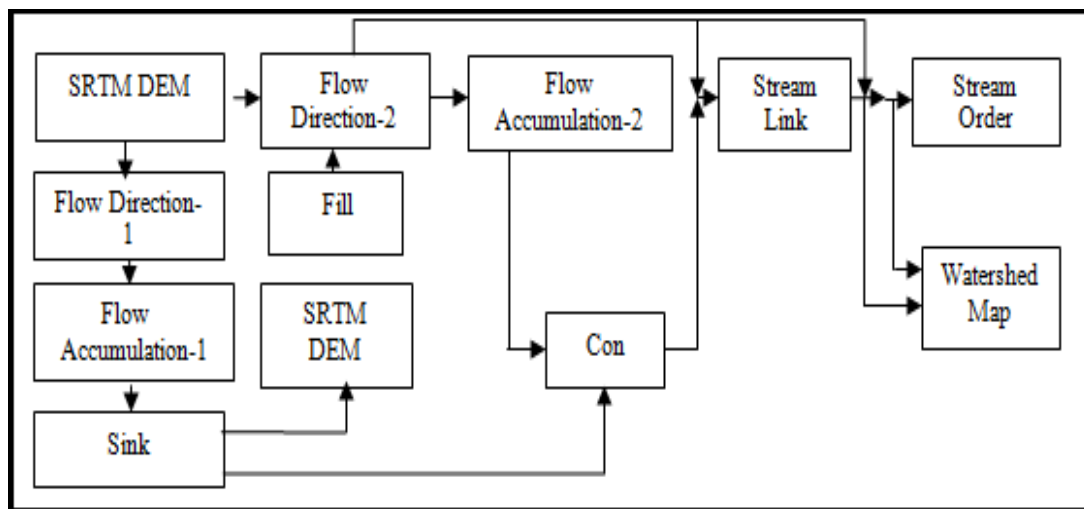 SRTM DEM
Flow
Direction-2
Flow
Accumulation-2
Stream
Link
Stream
Order
Flow Direction-
1
Fill
Flow
Accumulation-1
SRTM
DEM
Con
Watershed
Map
Sink